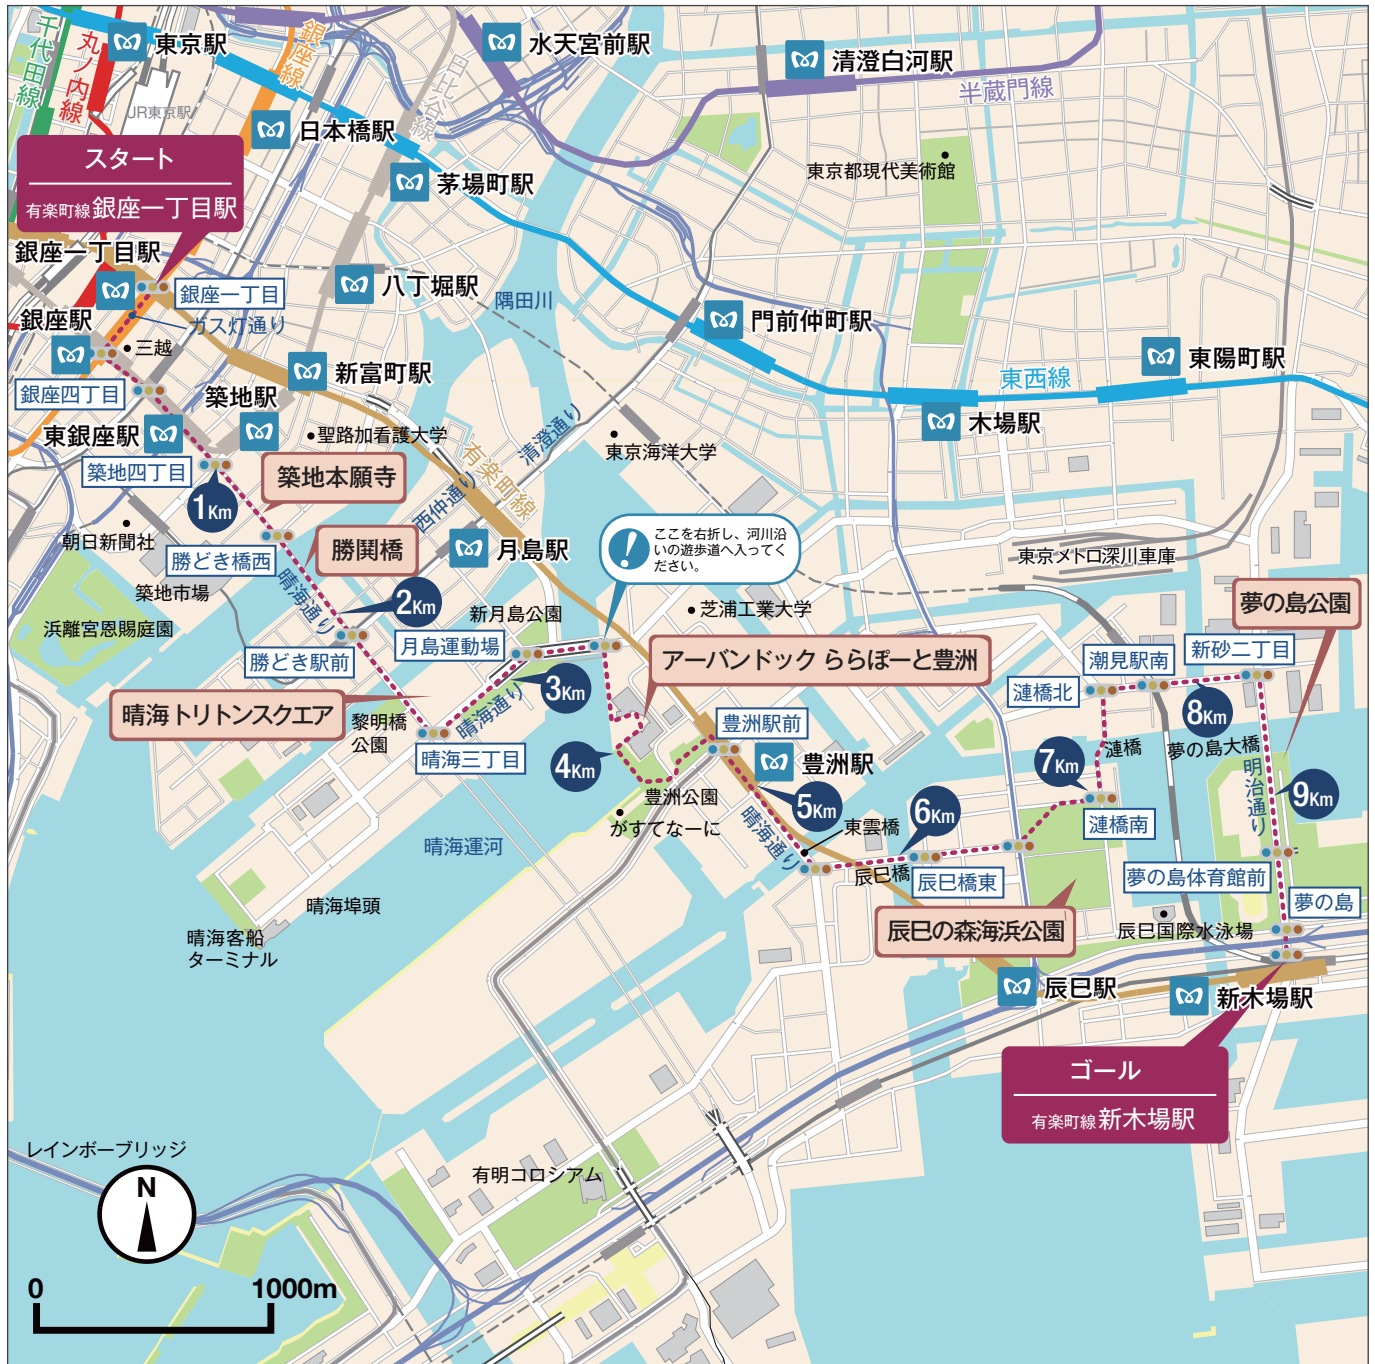 千代田線
丸ノ内線
東京駅
銀座線
日比谷線
水天宮前駅
清澄白河駅
半蔵門線
JR東京駅
日本橋駅
スタート
有楽町線 銀座一丁目駅
茅場町駅
東京都現代美術館
銀座一丁目駅
銀座一丁目
八丁堀駅
隅田川
銀座駅
ガス灯通り
三越
門前仲町駅
東陽町駅
東西線
新富町駅
銀座四丁目
築地駅
木場駅
東銀座駅
聖路加看護大学
清澄通り
東京海洋大学
築地四丁目
築地本願寺
有楽町線
西仲通り
1Km
朝日新聞社
勝どき橋西
勝鬨橋
月島駅
ここを右折し、河川沿
いの遊歩道へ入ってく
ださい。
東京メトロ深川車庫
築地市場
晴海通り
2Km
新月島公園
芝浦工業大学
夢の島公園
浜離宮恩賜庭園
勝どき駅前
月島運動場
アーバンドック ららぽーと豊洲
潮見駅南
新砂二丁目
3Km
漣橋北
晴海トリトンスクエア
黎明橋
公園
晴海通り
豊洲駅前
8Km
晴海三丁目
4Km
豊洲駅
7Km
漣橋
夢の島大橋
明治通り
9Km
豊洲公園
5Km
6Km
がすてなーに
晴海通り
東雲橋
漣橋南
晴海運河
辰巳橋
辰巳橋東
夢の島体育館前
夢の島
晴海埠頭
辰巳の森海浜公園
辰巳国際水泳場
晴海客船
ターミナル
辰巳駅
新木場駅
ゴール
有楽町線 新木場駅
レインボーブリッジ
有明コロシアム
N
0
1000m